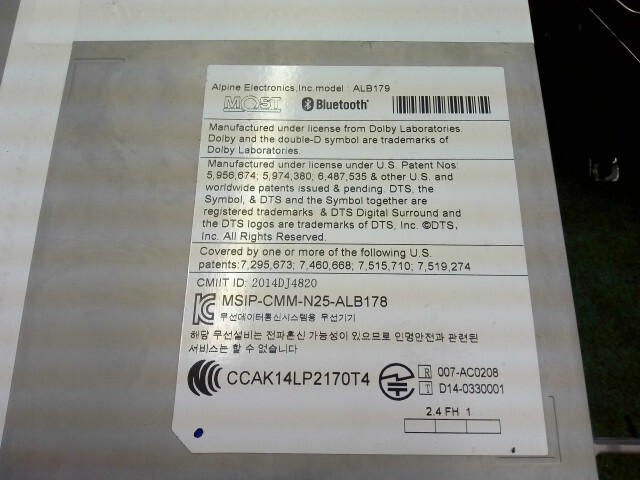 Alpine Electronics,Inc.model : ALB179
MOST Bluetooth®
Manufactured under license from Dolby Laboratories.
Dolby and the double-D symbol are trademarks of
Dolby Laboratories.
Manufactured under license under U.S. Patent Nos:
5,956,674; 5,974,380; 6,487,535 & other U.S. and
worldwide patents issued & pending. DTS, the
Symbol, & DTS and the Symbol together are
registered trademarks & DTS Digital Surround and
the DTS logos are trademarks of DTS, Inc. ©DTS,
Inc. All Rights Reserved.
Covered by one or more of the following U.S.
patents:7,295,673; 7,460,668; 7,515,710; 7,519,274
CMIIT ID: 2014DJ4820
MSIP-CMM-N25-ALB178
무선데이터통신시스템용 무선기기
해당 무선설비는 전파혼신 가능성이 있으므로 인명안전과 관련된
서비스는 할 수 없습니다
CCAK14LP2170T4
R 007-AC0208
T D14-0330001
2.4 FH 1